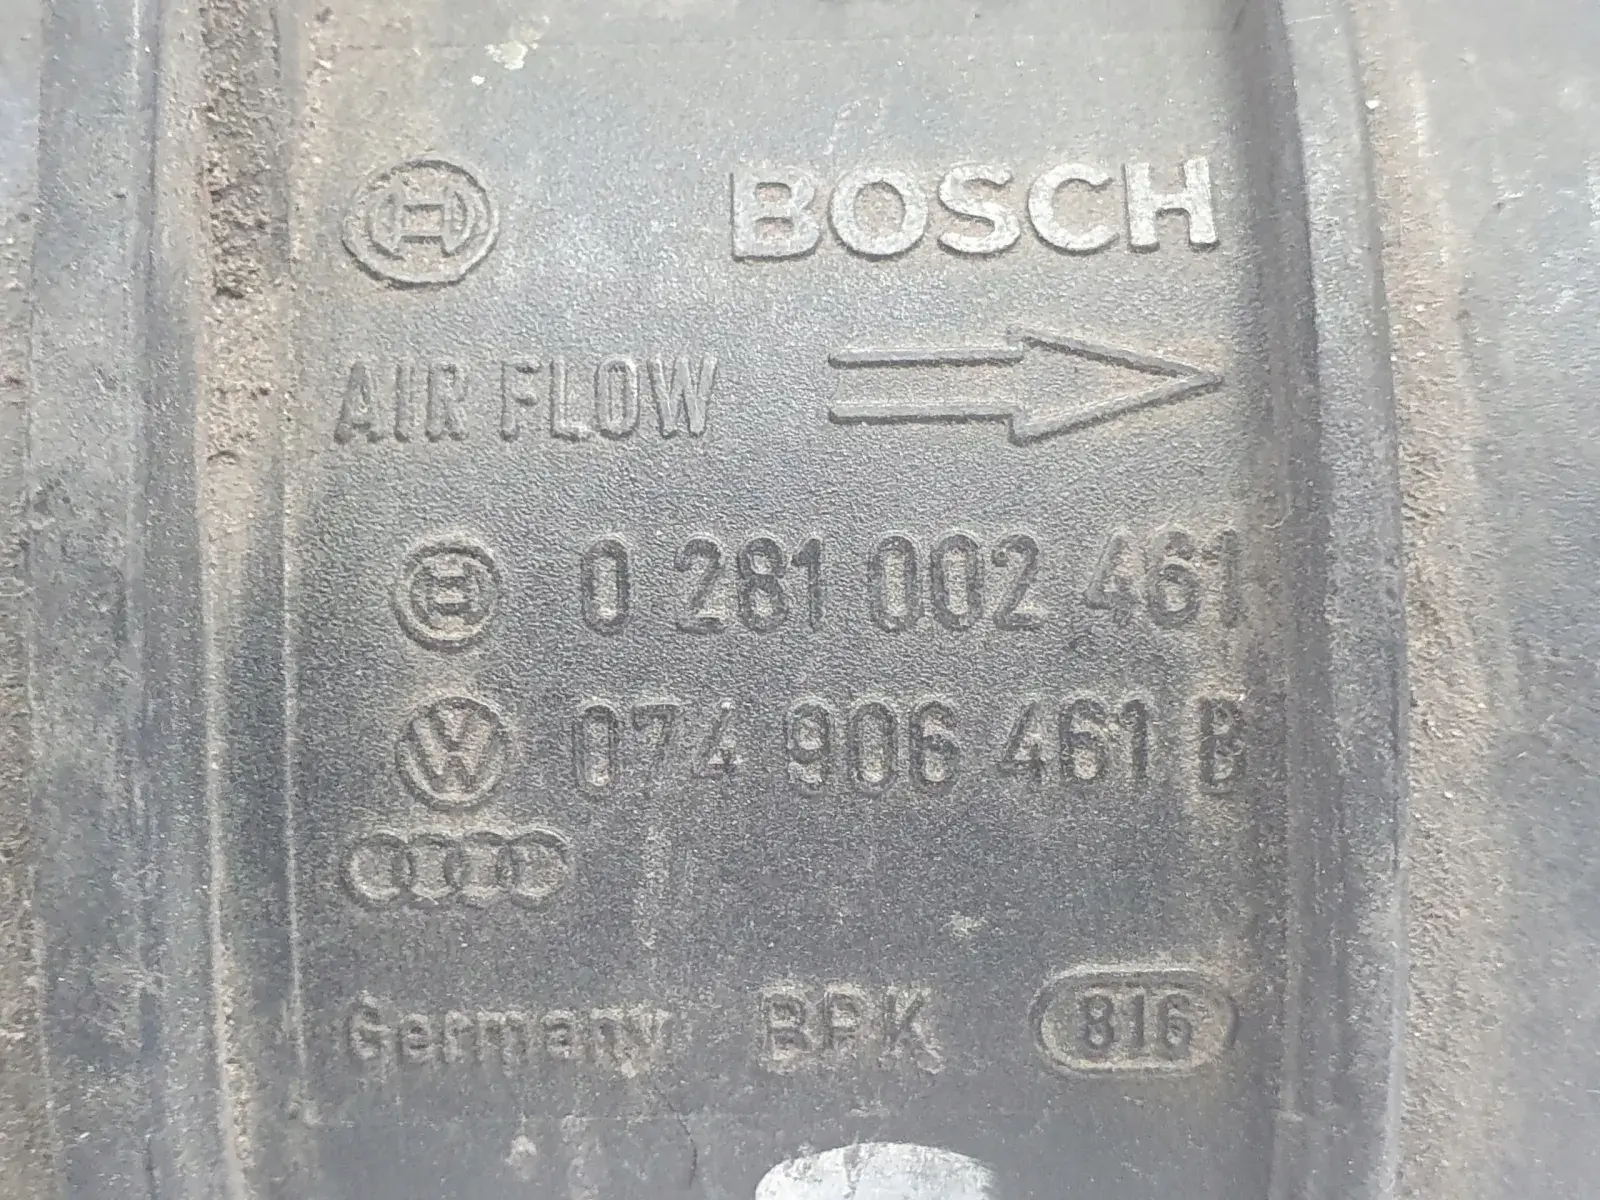 BOSCH
AIR FLOW
0 281 002 461
074 906 461 B
Germany BPK 816